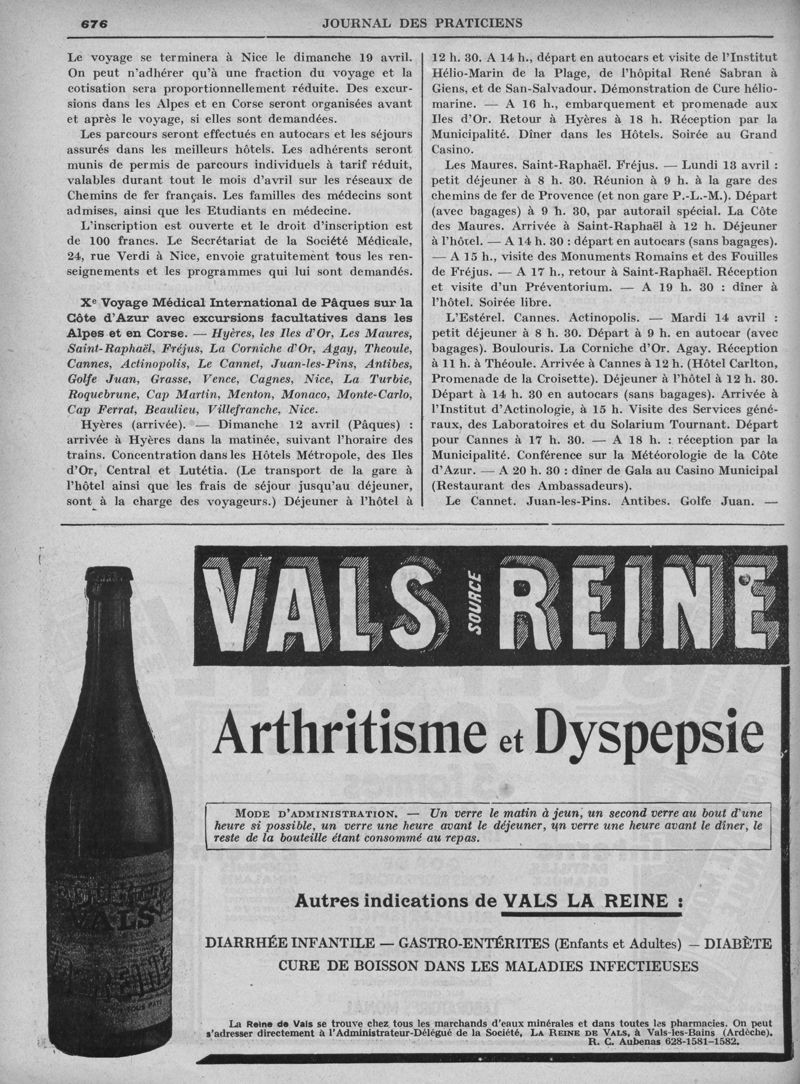 676
JOURNAL DES PRATICIENS
Le voyage se terminera à Nice le dimanche 19 avril.
On peut n'adhérer qu'à une fraction du voyage et la
cotisation sera proportionnellement réduite. Des excur-
sions dans les Alpes et en Corse seront organisées avant
et après le voyage, si elles sont demandées.
Les parcours seront effectués en autocars et les séjours
assurés dans les meilleurs hôtels. Les adhérents seront
munis de permis de parcours individuels à tarif réduit,
valables durant tout le mois d'avril sur les réseaux de
Chemins de fer français. Les familles des médecins sont
admises, ainsi que les Etudiants en médecine.
L'inscription est ouverte et le droit d'inscription est
de 100 francs. Le Secrétariat de la Société Médicale,
24, rue Verdi à Nice, envoie gratuitement tous les ren-
seignements et les programmes qui lui sont demandés.
Xe Voyage Médical International de Pâques sur la
Côte d'Azur avec excursions facultatives dans les
Alpes et en Corse. — Hyères, les Iles d'Or, Les Maures,
Saint-Raphaël, Fréjus, La Corniche d'Or, Agay, Theoule,
Cannes, Actinopolis, Le Cannet, Juan-les-Pins, Antibes,
Golfe Juan, Grasse, Vence, Cagnes, Nice, La Turbie,
Roquebrune, Cap Martin, Menton, Monaco, Monte-Carlo,
Cap Ferrat, Beaulieu, Villefranche, Nice.
Hyères (arrivée). — Dimanche 12 avril (Pâques) :
arrivée à Hyères dans la matinée, suivant l'horaire des
trains. Concentration dans les Hôtels Métropole, des Iles
d'Or, Central et Lutétia. (Le transport de la gare à
l'hôtel ainsi que les frais de séjour jusqu'au déjeuner,
sont à la charge des voyageurs.) Déjeuner à l'hôtel à
12 h. 30. A 14 h., départ en autocars et visite de l'Institut
Hélio-Marin de la Plage, de l'hôpital René Sabran à
Giens, et de San-Salvadour. Démonstration de Cure hélio-
marine. — A 16 h., embarquement et promenade aux
Iles d'Or. Retour à Hyères à 18 h. Réception par la
Municipalité. Dîner dans les Hôtels. Soirée au Grand
Casino.
Les Maures. Saint-Raphaël. Fréjus. — Lundi 13 avril :
petit déjeuner à 8 h. 30. Réunion à 9 h. à la gare des
chemins de fer de Provence (et non gare P.-L.-M.). Départ
(avec bagages) à 9 h. 30, par autorail spécial. La Côte
des Maures. Arrivée à Saint-Raphaël à 12 h. Déjeuner
à l'hôtel. — A 14 h. 30 : départ en autocars (sans bagages).
— A 15 h., visite des Monuments Romains et des Fouilles
de Fréjus. — A 17 h., retour à Saint-Raphaël. Réception
et visite d'un Préventorium. — A 19 h. 30 : dîner à
l'hôtel. Soirée libre.
L'Estérel. Cannes. Actinopolis. — Mardi 14 avril :
petit déjeuner à 8 h. 30. Départ à 9 h. en autocar (avec
bagages). Boulouris. La Corniche d'Or. Agay. Réception
à 11 h. à Théoule. Arrivée à Cannes à 12 h. (Hôtel Carlton,
Promenade de la Croisette). Déjeuner à l'hôtel à 12 h. 30.
Départ à 14 h. 30 en autocars (sans bagages). Arrivée à
l'Institut d'Actinologie, à 15 h. Visite des Services géné-
raux, des Laboratoires et du Solarium Tournant. Départ
pour Cannes à 17 h. 30. — A 18 h. : réception par la
Municipalité. Conférence sur la Météorologie de la Côte
d'Azur. — A 20 h. 30 : dîner de Gala au Casino Municipal
(Restaurant des Ambassadeurs).
Le Cannet. Juan-les-Pins. Antibes. Golfe Juan. —
VALS SOURCE REINE
Arthritisme et Dyspepsie
MODE D'ADMINISTRATION. — Un verre le matin à jeun, un second verre au bout d'une
heure si possible, un verre une heure avant le déjeuner, un verre une heure avant le dîner, le
reste de la bouteille étant consommé au repas.
Autres indications de VALS LA REINE :
DIARRHÉE INFANTILE — GASTRO-ENTÉRITES (Enfants et Adultes) — DIABÈTE
CURE DE BOISSON DANS LES MALADIES INFECTIEUSES
La Reine de Vals se trouve chez tous les marchands d'eaux minérales et dans toutes les pharmacies. On peut
s'adresser directement à l'Administrateur-Délégué de la Société, LA REINE DE VALS, à Vals-les-Bains (Ardèche).
R. C. Aubenas 628-1581-1582.
VALS
LA REINE